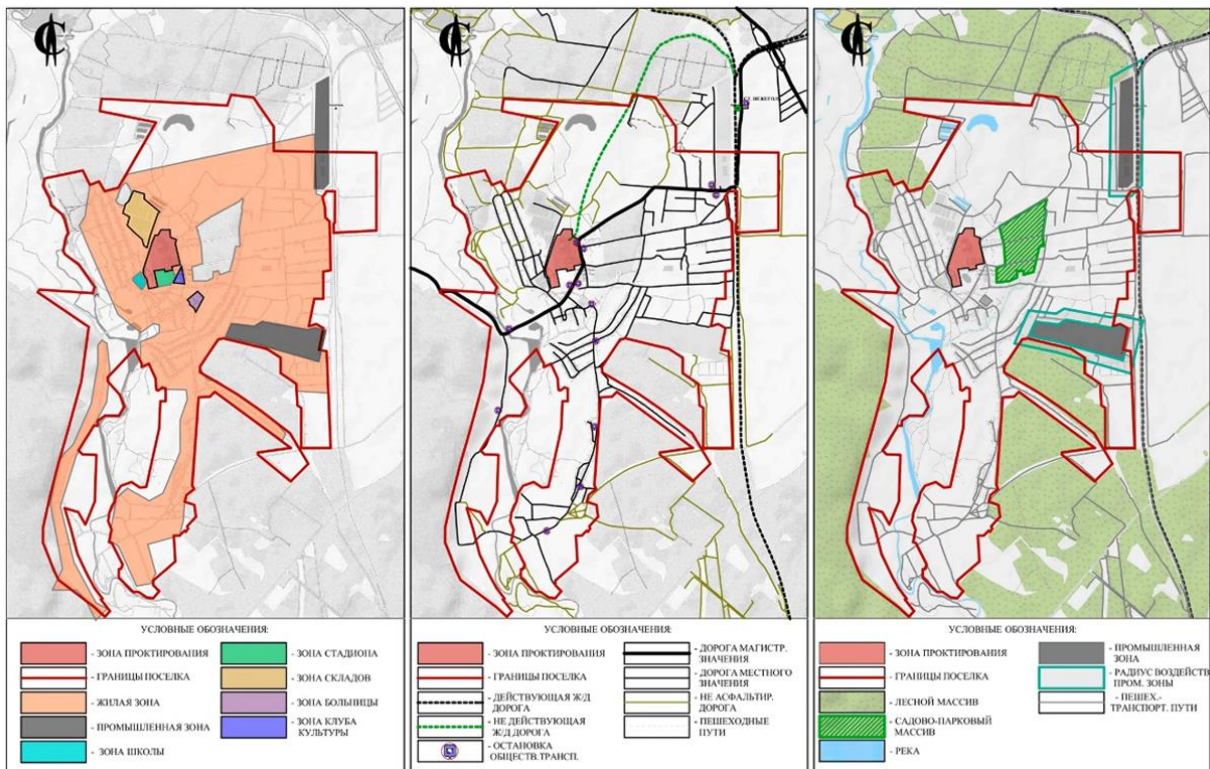 С
С
СТ. НЕЖЕГОЛЬ
С
УСЛОВНЫЕ ОБОЗНАЧЕНИЯ:
- ЗОНА ПРОКТИРОВАНИЯ
- ГРАНИЦЫ ПОСЕЛКА
- ЖИЛАЯ ЗОНА
- ПРОМЫШЛЕННАЯ ЗОНА
- ЗОНА ШКОЛЫ
- ЗОНА СТАДИОНА
- ЗОНА СКЛАДОВ
- ЗОНА БОЛЬНИЦЫ
- ЗОНА КЛУБА
КУЛЬТУРЫ
УСЛОВНЫЕ ОБОЗНАЧЕНИЯ:
- ЗОНА ПРОКТИРОВАНИЯ
- ГРАНИЦЫ ПОСЕЛКА
- ДЕЙСТВУЮЩАЯ Ж/Д
ДОРОГА
- НЕ ДЕЙСТВУЮЩАЯ
Ж/Д ДОРОГА
- ОСТАНОВКА
ОБЩЕСТВ.ТРАНСП.
- ДОРОГА МАГИСТР.
ЗНАЧЕНИЯ
- ДОРОГА МЕСТНОГО
ЗНАЧЕНИЯ
- НЕ АСФАЛЬТИР.
ДОРОГА
- ПЕШЕХОДНЫЕ
ПУТИ
УСЛОВНЫЕ ОБОЗНАЧЕНИЯ:
- ЗОНА ПРОКТИРОВАНИЯ
- ГРАНИЦЫ ПОСЕЛКА
- ЛЕСНОЙ МАССИВ
- САДОВО-ПАРКОВЫЙ
МАССИВ
- РЕКА
- ПРОМЫШЛЕННАЯ
ЗОНА
- РАДИУС ВОЗДЕЙСТВ
ПРОМ. ЗОНЫ
- ПЕШЕХ.-
ТРАНСПОРТ. ПУТИ